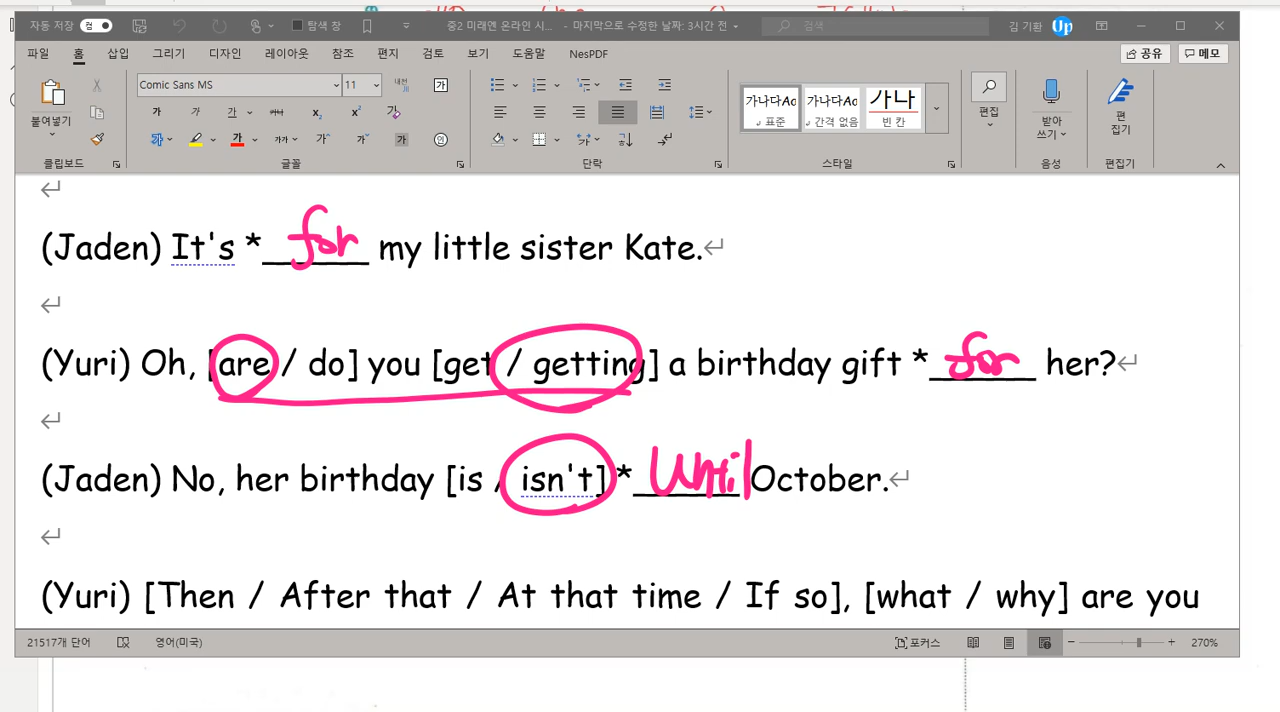 자동 저장 컴 탐색 창 중2 미래엔 온라인 시... 마지막으로 수정한 날짜: 3시간 전 검색 김 기환 Up
파일 홈 삽입 그리기 디자인 레이아웃 참조 편지 검토 보기 도움말 NesPDF 공유 메모
Comic Sans MS 11
붙여넣기 가나다Ac 표준 가나다Ac 간격 없음 가나 빈 칸 편집 받아쓰기 편집기
클립보드 글꼴 단락 스타일 음성 편집기
(Jaden) It's * for my little sister Kate.
(Yuri) Oh, [are / do] you [get / getting] a birthday gift * for her?
(Jaden) No, her birthday [is / isn't] * until October.
(Yuri) [Then / After that / At that time / If so], [what / why] are you
21517개 단어 영어(미국) 포커스 270%